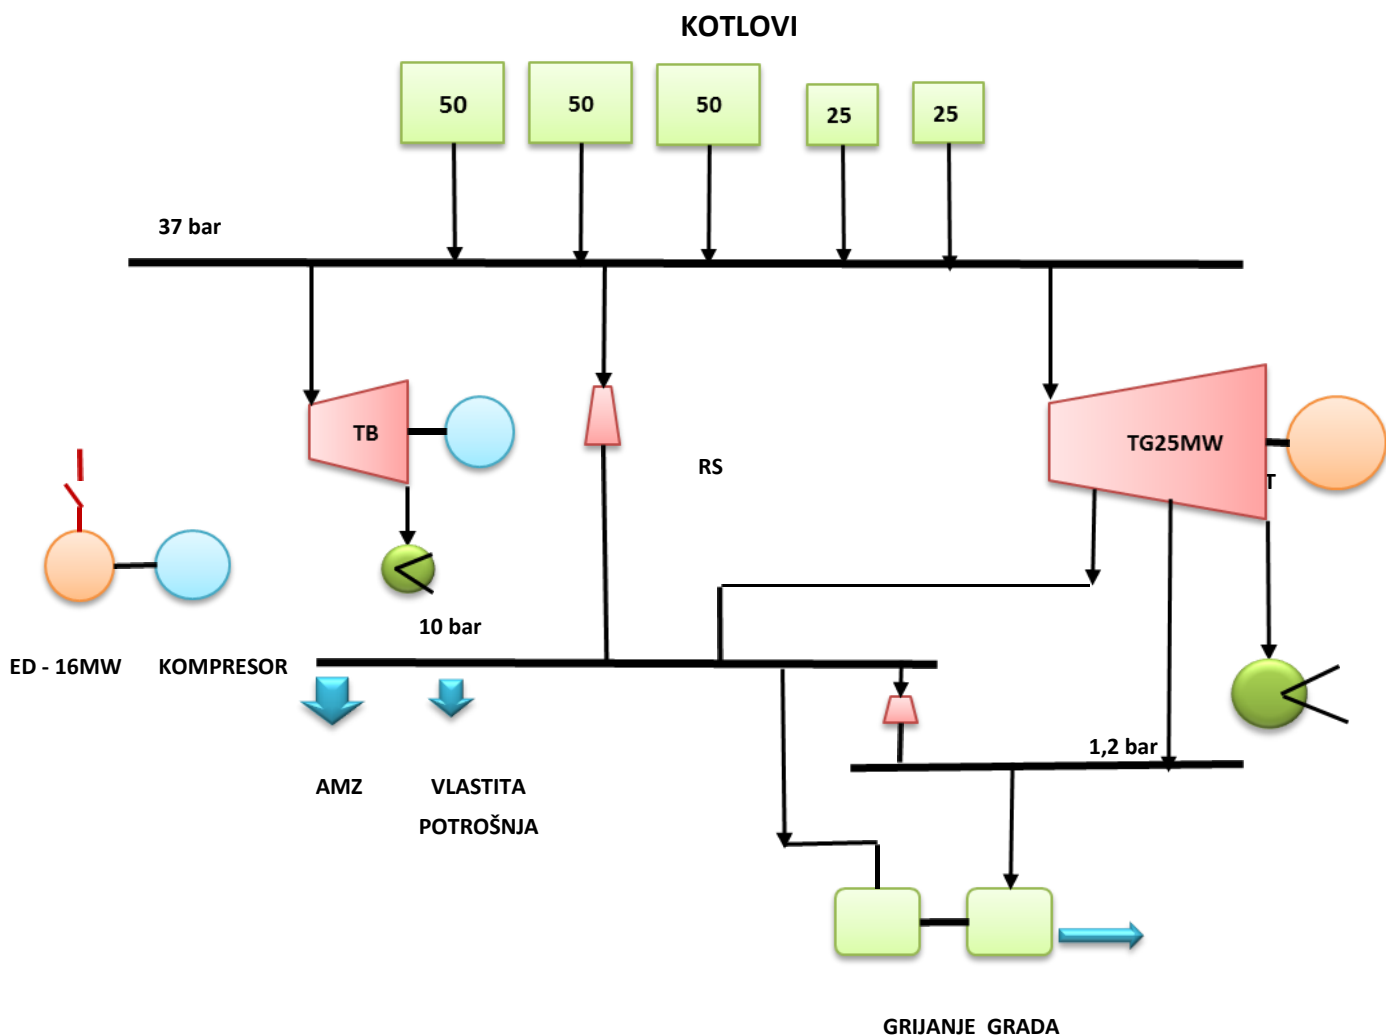 KOTLOVI
50
50
50
25
25
37 bar
TB
TG25MW
RS
T
10 bar
ED - 16MW
KOMPRESOR
1,2 bar
AMZ
VLASTITA
POTROŠNJA
GRIJANJE GRADA